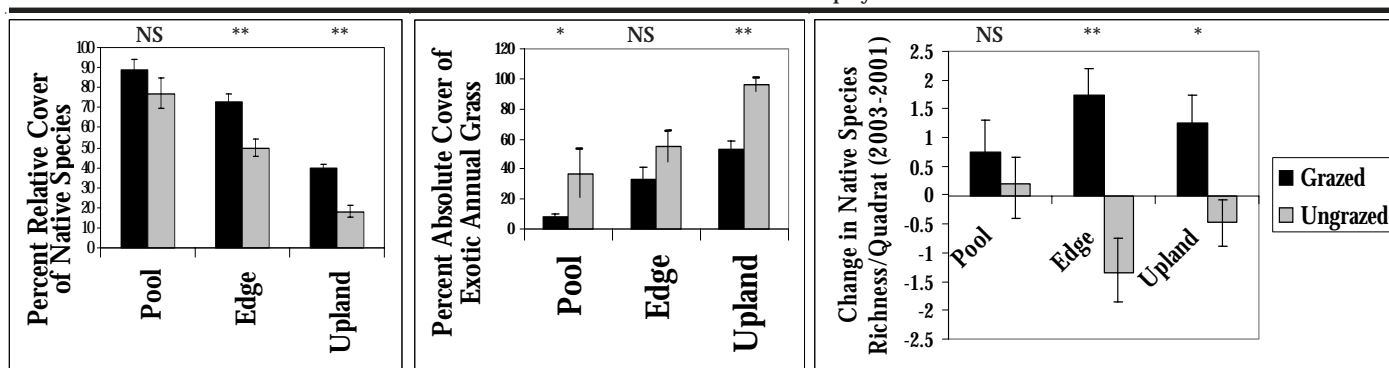 NS ** **
Percent Relative Cover
of Native Species
100
90
80
70
60
50
40
30
20
10
0
Pool
Edge
Upland
* NS **
Percent Absolute Cover of
Exotic Annual Grass
120
100
80
60
40
20
0
Pool
Edge
Upland
NS ** *
Change in Native Species
Richness/Quadrat (2003-2001)
2.5
2
1.5
1
0.5
0
-0.5
-1
-1.5
-2
-2.5
Pool
Edge
Upland
Grazed
Ungrazed